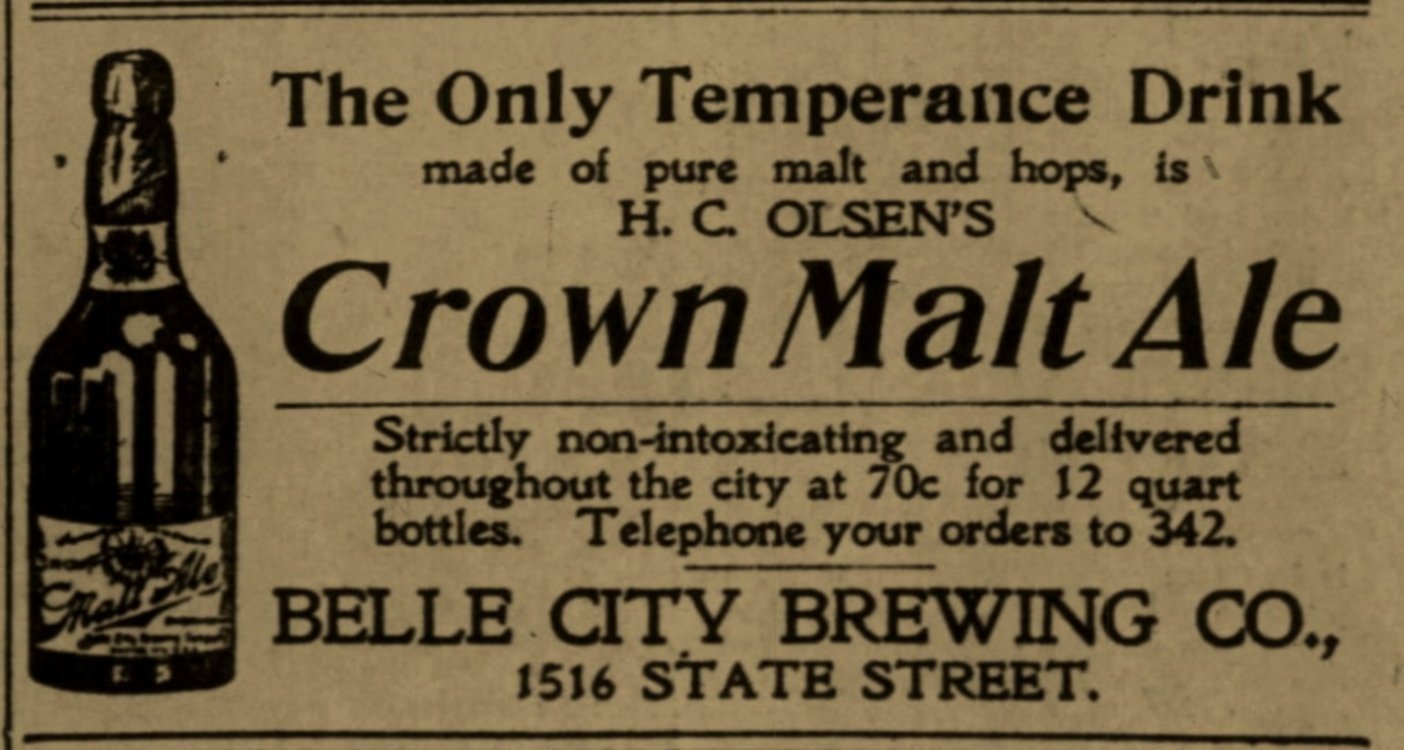 The Only Temperance Drink
made of pure malt and hops, is
H. C. OLSEN'S
Crown Malt Ale
Strictly non-intoxicating and delivered
throughout the city at 70c for 12 quart
bottles. Telephone your orders to 342.
BELLE CITY BREWING CO.,
1516 STATE STREET.
Malt Ale